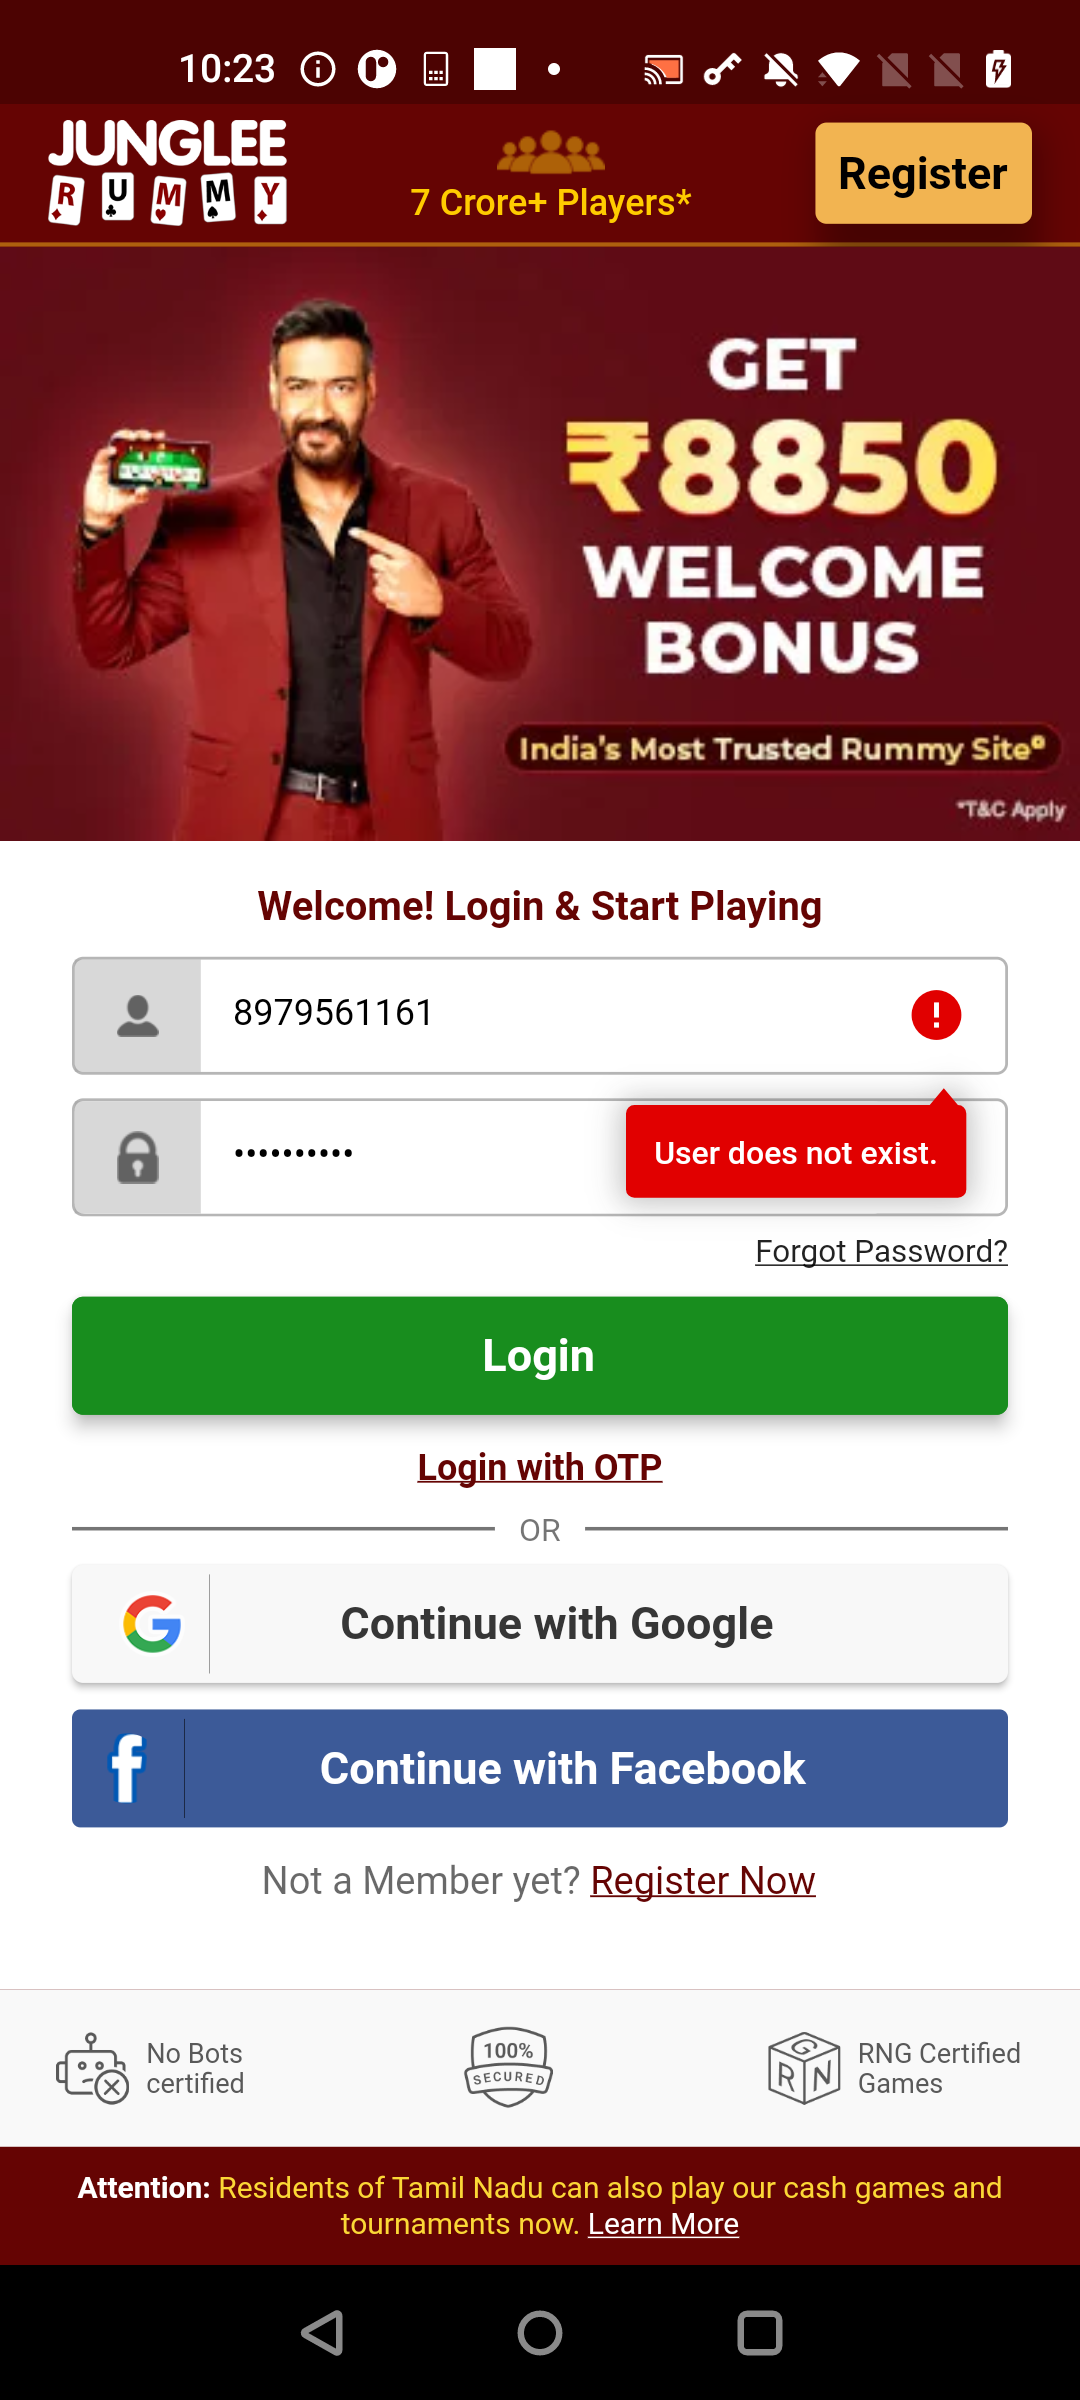 10:23
JUNGLEE
RUMMY
7 Crore+ Players*
Register
GET
₹8850
WELCOME
BONUS
India's Most Trusted Rummy Site
*T&C Apply
Welcome! Login & Start Playing
8979561161
••••••••••
User does not exist.
Forgot Password?
Login
Login with OTP
OR
Continue with Google
Continue with Facebook
Not a Member yet? Register Now
No Bots
certified
100%
SECURED
RNG
RNG Certified
Games
Attention: Residents of Tamil Nadu can also play our cash games and
tournaments now. Learn More